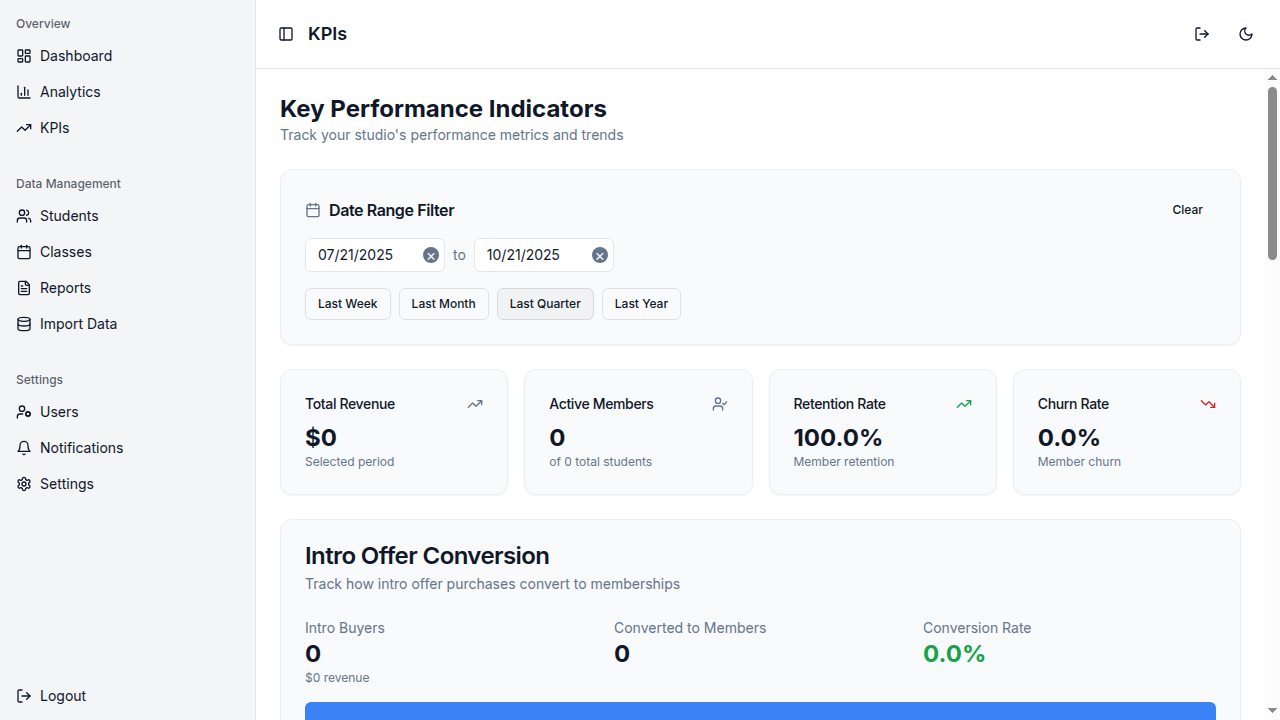 Overview
Dashboard
Analytics
KPIs
Data Management
Students
Classes
Reports
Import Data
Settings
Users
Notifications
Settings
Logout
KPIs
Key Performance Indicators
Track your studio's performance metrics and trends
Date Range Filter
Clear
07/21/2025 to 10/21/2025
Last Week Last Month Last Quarter Last Year
Total Revenue
$0
Selected period
Active Members
0
of 0 total students
Retention Rate
100.0%
Member retention
Churn Rate
0.0%
Member churn
Intro Offer Conversion
Track how intro offer purchases convert to memberships
Intro Buyers
0
$0 revenue
Converted to Members
0
Conversion Rate
0.0%